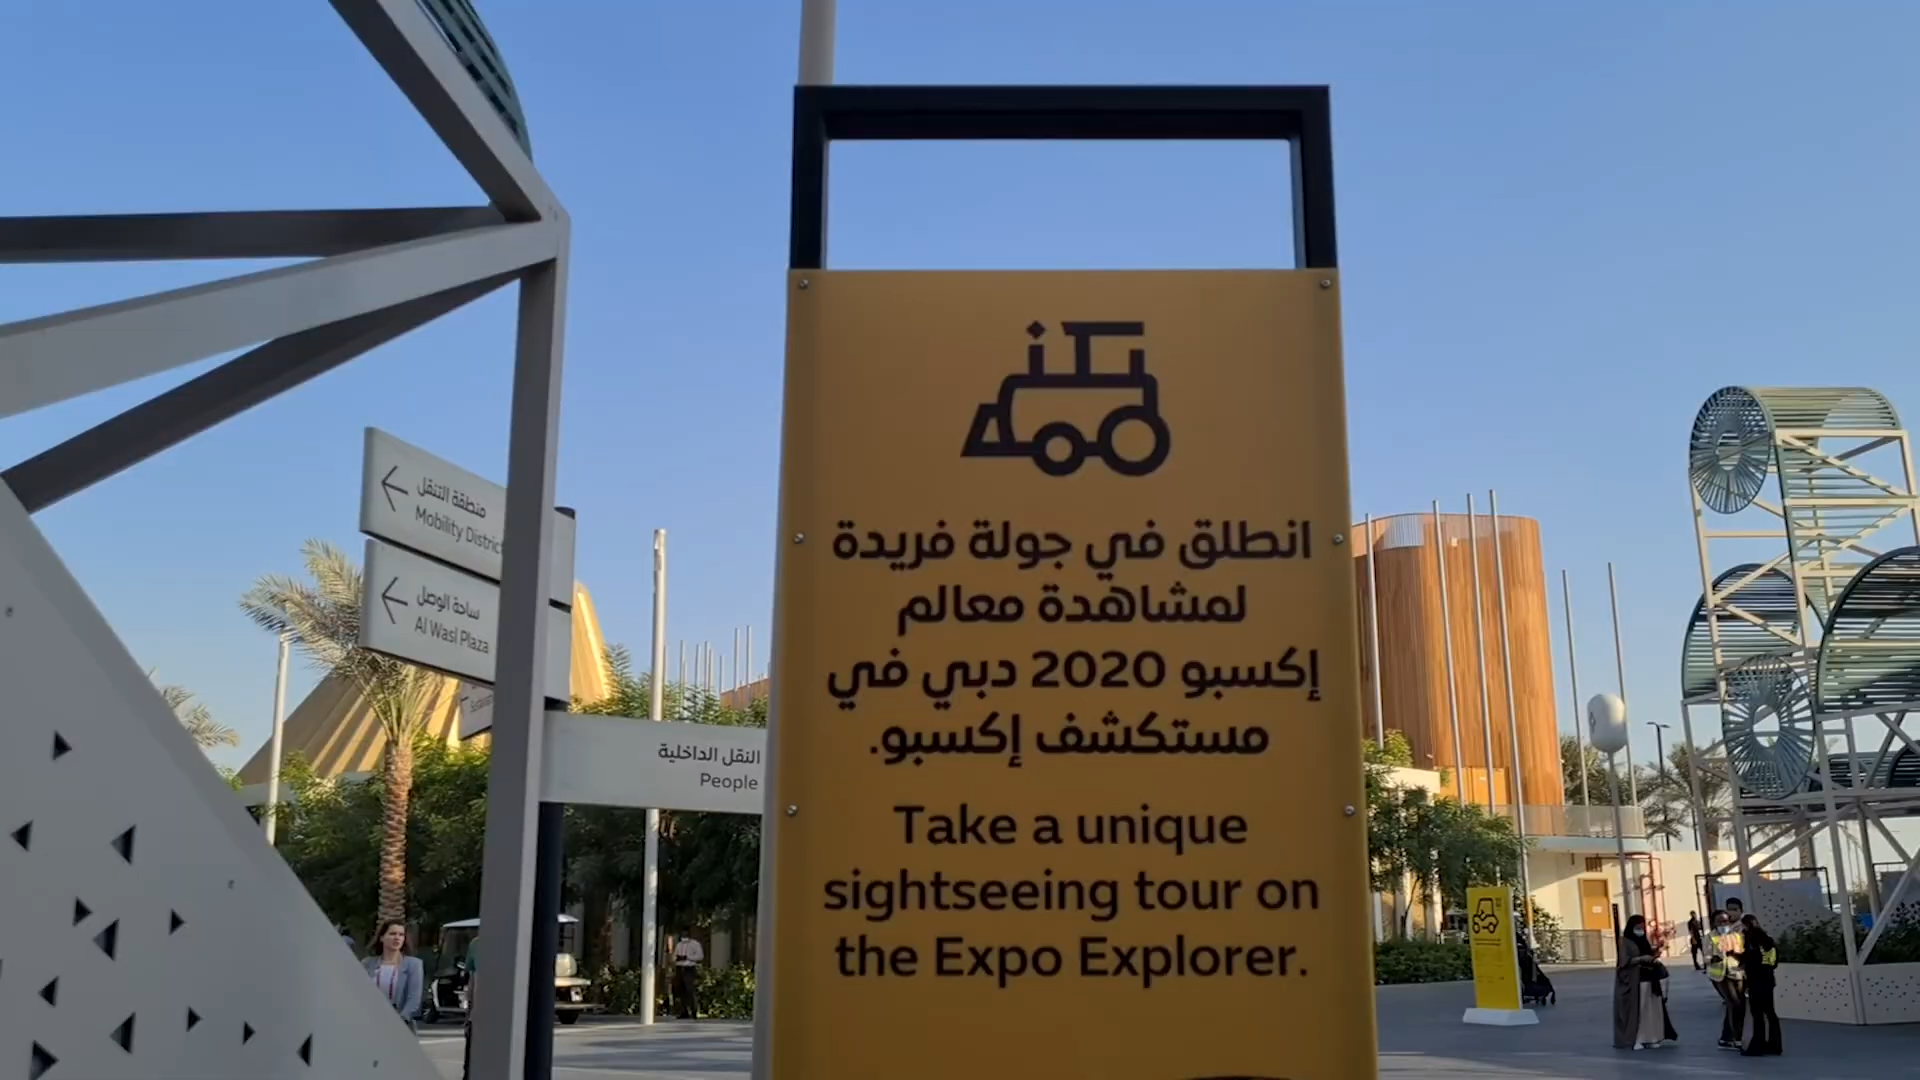 منطقة التنقل
Mobility District
ساحة الوصل
Al Wasl Plaza
النقل الداخلية
People
انطلق في جولة فريدة
لمشاهدة معالم
إكسبو 2020 دبي في
مستكشف إكسبو.
Take a unique
sightseeing tour on
the Expo Explorer.